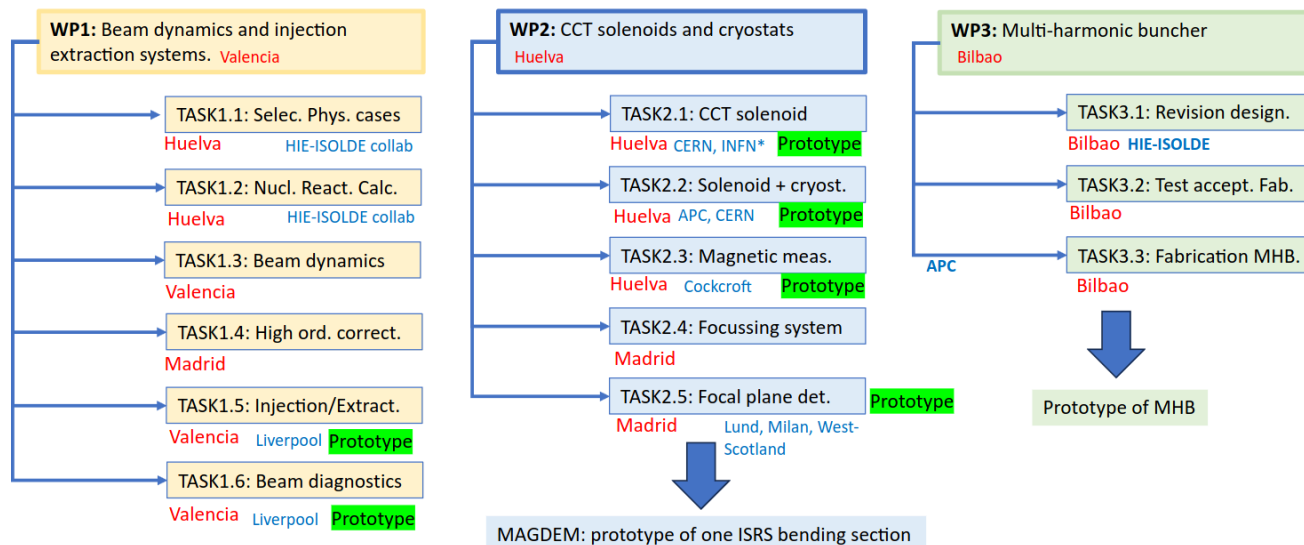 WP1: Beam dynamics and injection
extraction systems. Valencia
TASK1.1: Selec. Phys. cases
Huelva HIE-ISOLDE collab
TASK1.2: Nucl. React. Calc.
Huelva HIE-ISOLDE collab
TASK1.3: Beam dynamics
Valencia
TASK1.4: High ord. correct.
Madrid
TASK1.5: Injection/Extract.
Valencia Liverpool Prototype
TASK1.6: Beam diagnostics
Valencia Liverpool Prototype
WP2: CCT solenoids and cryostats
Huelva
TASK2.1: CCT solenoid
Huelva CERN, INFN* Prototype
TASK2.2: Solenoid + cryost.
Huelva APC, CERN Prototype
TASK2.3: Magnetic meas.
Huelva Cockcroft Prototype
TASK2.4: Focussing system
Madrid
TASK2.5: Focal plane det. Prototype
Madrid Lund, Milan, West-
Scotland
MAGDEM: prototype of one ISRS bending section
WP3: Multi-harmonic buncher
Bilbao
TASK3.1: Revision design.
Bilbao HIE-ISOLDE
TASK3.2: Test accept. Fab.
Bilbao
TASK3.3: Fabrication MHB.
APC Bilbao
Prototype of MHB